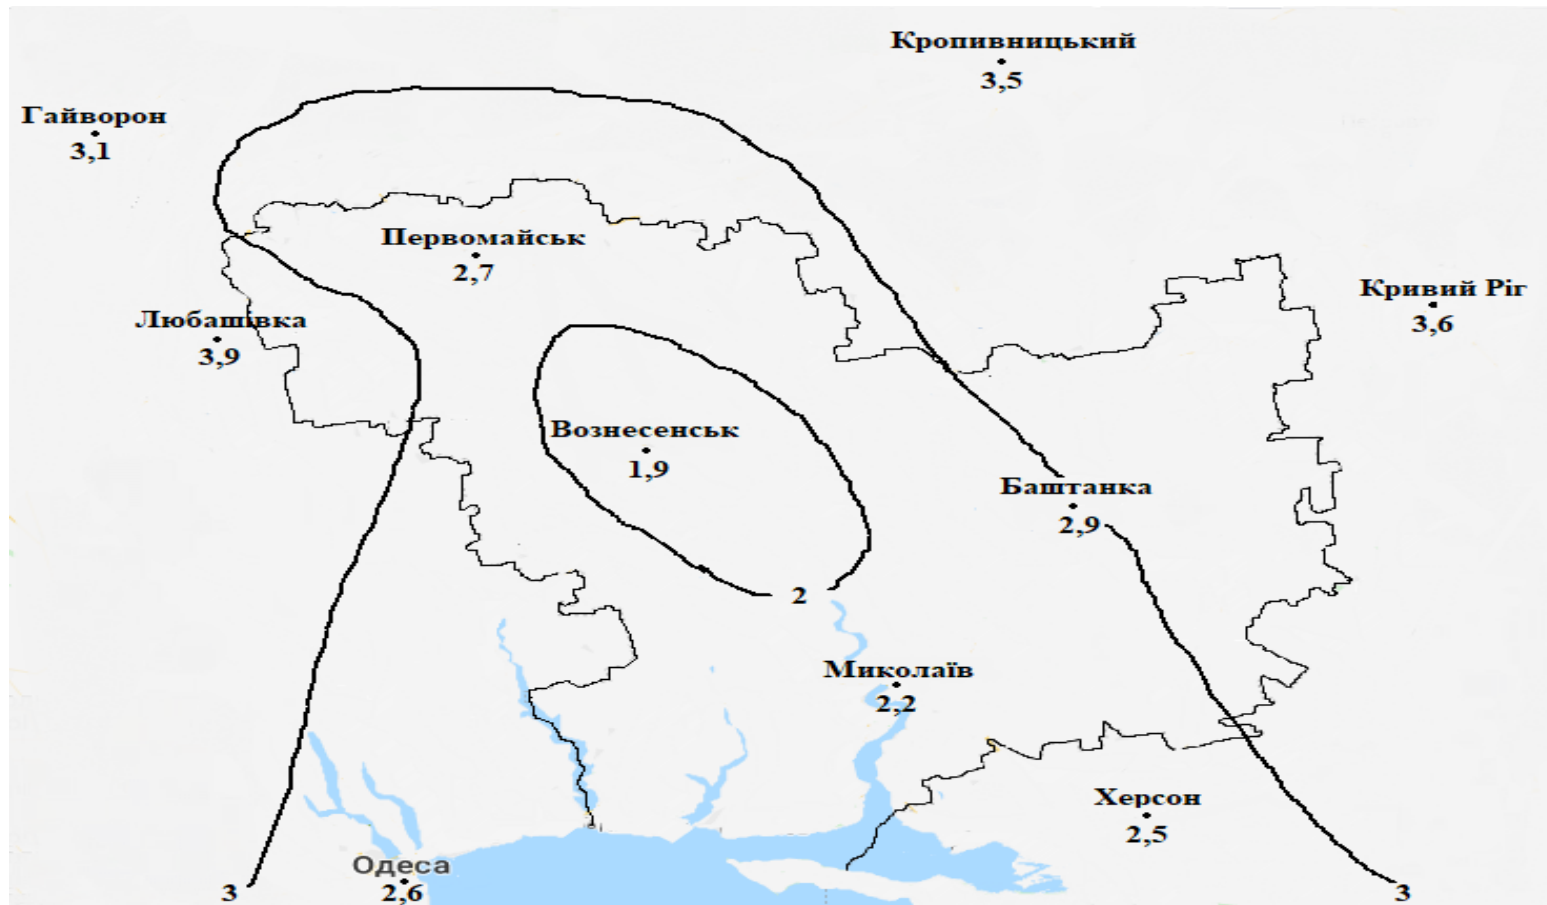 Кропивницький
3,5
Гайворон
3,1
Первомайськ
2,7
Кривий Ріг
3,6
Любашівка
3,9
Вознесенськ
1,9
Баштанка
2,9
2
Миколаїв
2,2
Херсон
2,5
Одеса
2,6
3
3